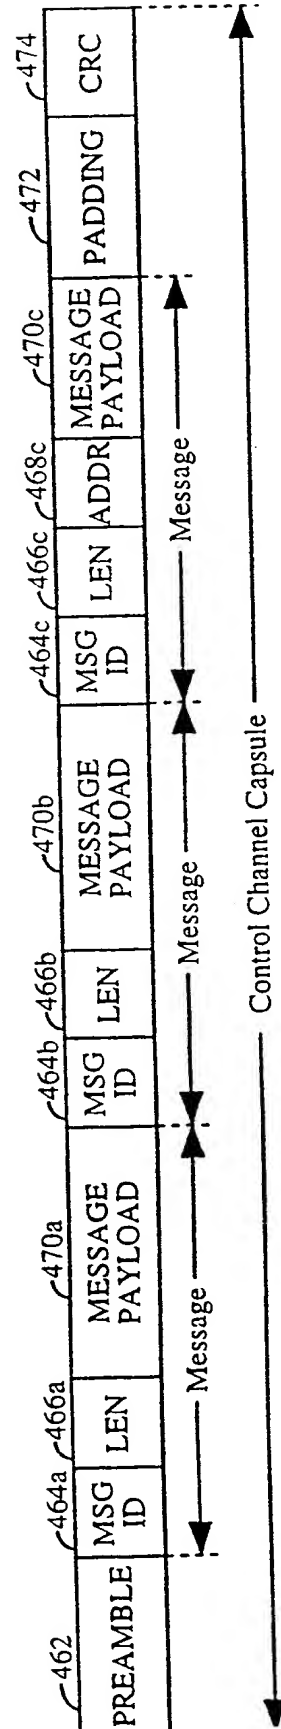 462
464a
466a
470a
464b
466b
470b
464c
466c
468c
470c
472
474
PREAMBLE
MSG
ID
LEN
MESSAGE
PAYLOAD
MSG
ID
LEN
MESSAGE
PAYLOAD
MSG
ID
LEN
ADDR
MESSAGE
PAYLOAD
PADDING
CRC
Message
Message
Message
Control Channel Capsule